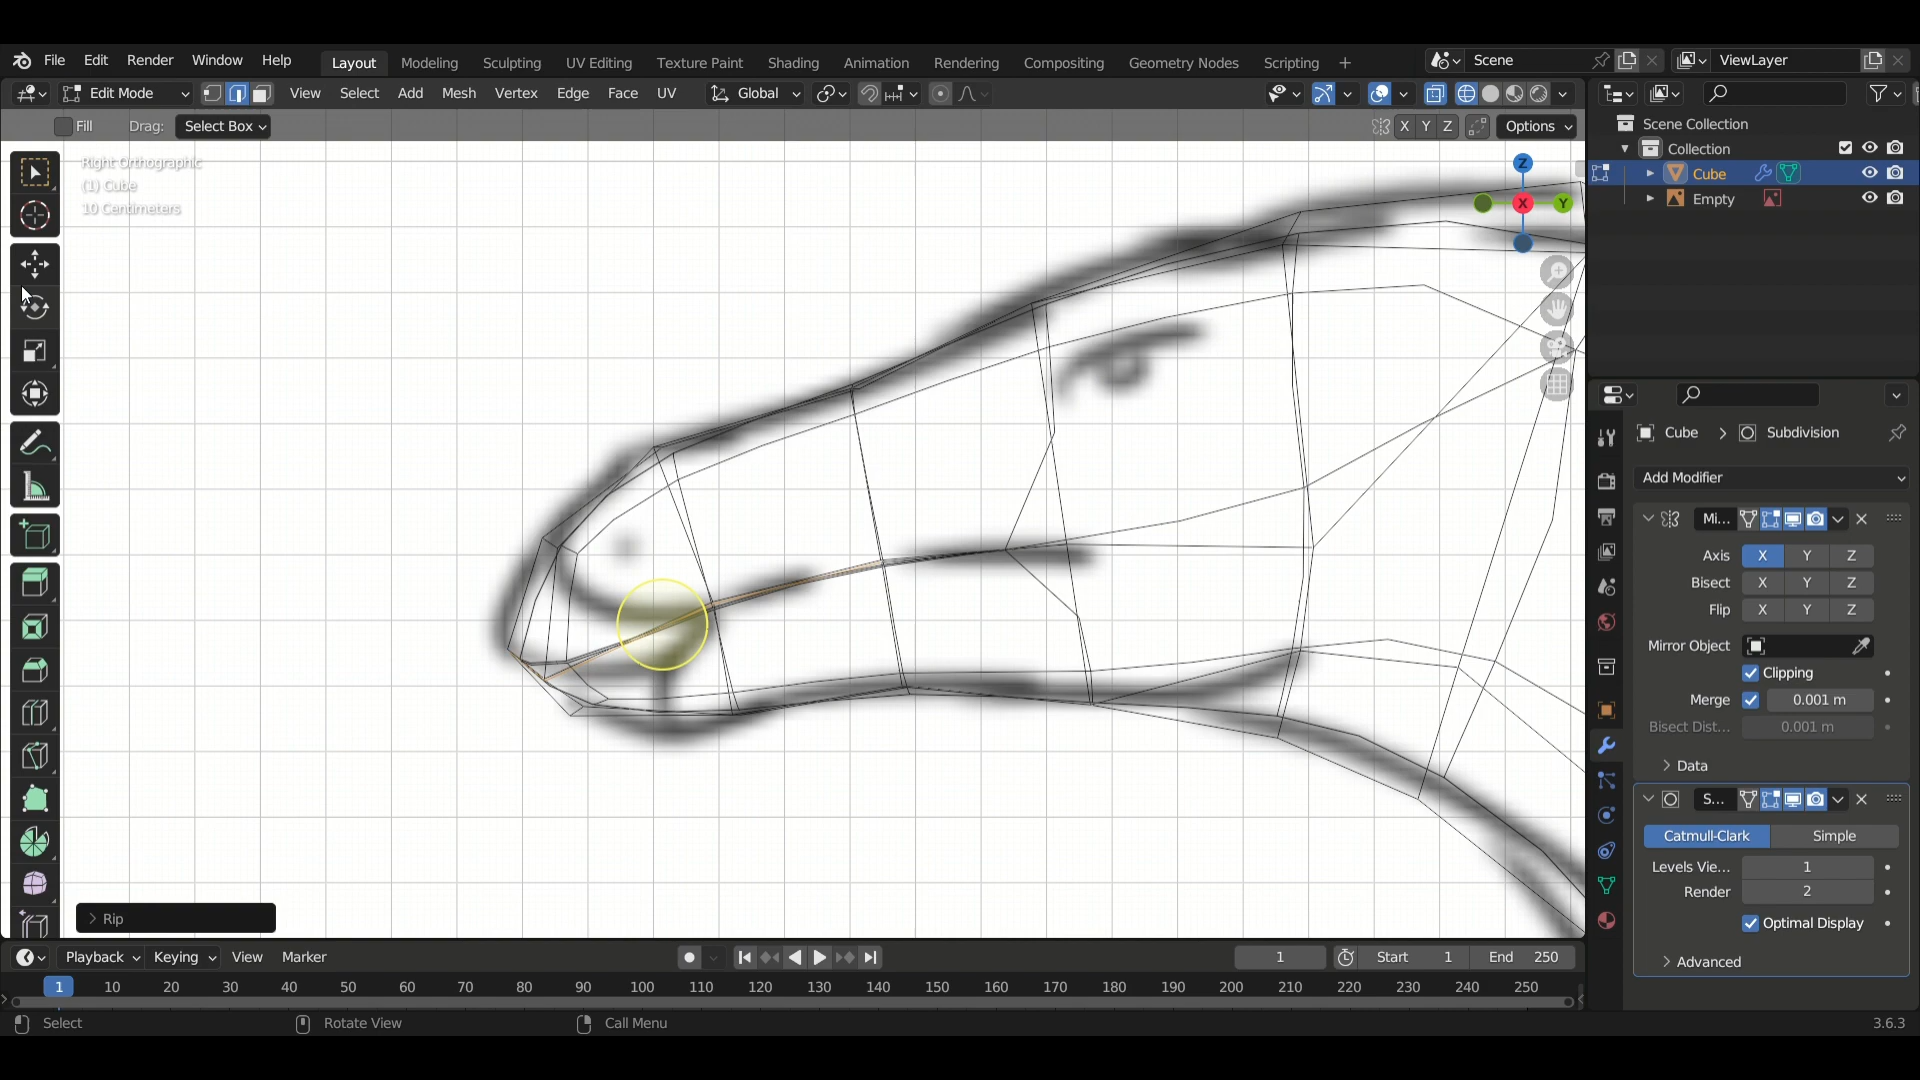 File Edit Render Window Help Layout Modeling Sculpting UV Editing Texture Paint Shading Animation Rendering Compositing Geometry Nodes Scripting + Scene ViewLayer
Edit Mode View Select Add Mesh Vertex Edge Face UV Global
Fill Drag: Select Box X Y Z Options
Right Orthographic
(1) Cube
10 Centimeters
Z
X Y
Rip
Scene Collection
Collection
Cube
Empty
Cube > Subdivision
Add Modifier
Mi...
Axis X Y Z
Bisect X Y Z
Flip X Y Z
Mirror Object
Clipping
Merge 0.001 m
Bisect Dist... 0.001 m
> Data
S...
Catmull-Clark Simple
Levels Vie... 1
Render 2
Optimal Display
> Advanced
Playback Keying View Marker 1 Start 1 End 250
1 10 20 30 40 50 60 70 80 90 100 110 120 130 140 150 160 170 180 190 200 210 220 230 240 250
Select Rotate View Call Menu 3.6.3